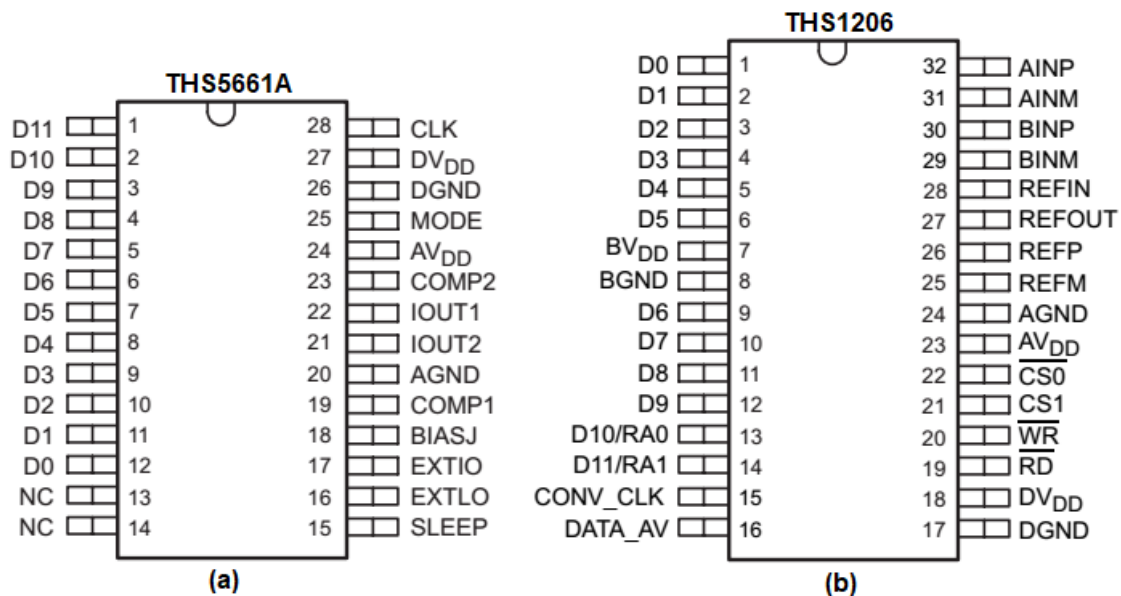 THS5661A
D11 1 28 CLK
D10 2 27 DVDD
D9 3 26 DGND
D8 4 25 MODE
D7 5 24 AVDD
D6 6 23 COMP2
D5 7 22 IOUT1
D4 8 21 IOUT2
D3 9 20 AGND
D2 10 19 COMP1
D1 11 18 BIASJ
D0 12 17 EXTIO
NC 13 16 EXTLO
NC 14 15 SLEEP
(a)
THS1206
D0 1 32 AINP
D1 2 31 AINM
D2 3 30 BINP
D3 4 29 BINM
D4 5 28 REFIN
D5 6 27 REFOUT
BVDD 7 26 REFP
BGND 8 25 REFM
D6 9 24 AGND
D7 10 23 AVDD
D8 11 22 C̅S̅0̅
D9 12 21 CS1
D10/RA0 13 20 W̅R̅
D11/RA1 14 19 R̅D̅
CONV_CLK 15 18 DVDD
DATA_AV 16 17 DGND
(b)